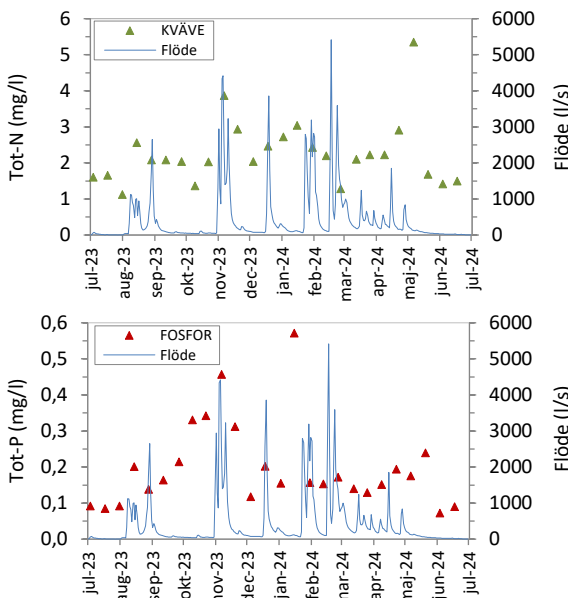 6 6000
KVÄVE
Flöde
5 5000
4 4000
3 3000
2 2000
1 1000
0 0
Tot-N (mg/l)
Flöde (l/s)
jul-23 aug-23 sep-23 okt-23 nov-23 dec-23 jan-24 feb-24 mar-24 apr-24 maj-24 jun-24 jul-24
0,6 6000
FOSFOR
Flöde
0,5 5000
0,4 4000
0,3 3000
0,2 2000
0,1 1000
0,0 0
Tot-P (mg/l)
Flöde (l/s)
jul-23 aug-23 sep-23 okt-23 nov-23 dec-23 jan-24 feb-24 mar-24 apr-24 maj-24 jun-24 jul-24